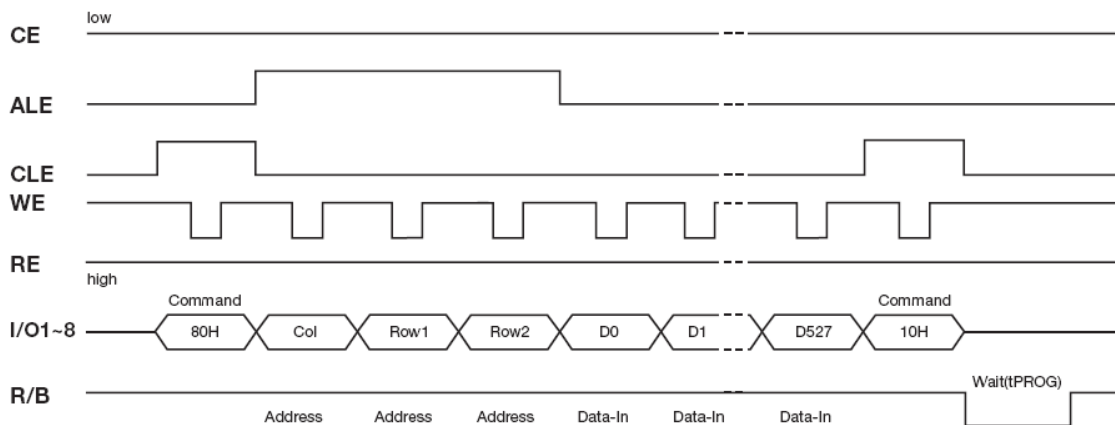 low
CE
ALE
CLE
WE
RE
high
Command Command
I/O1~8 80H Col Row1 Row2 D0 D1 D527 10H
Wait(tPROG)
R/B
Address Address Address Data-In Data-In Data-In